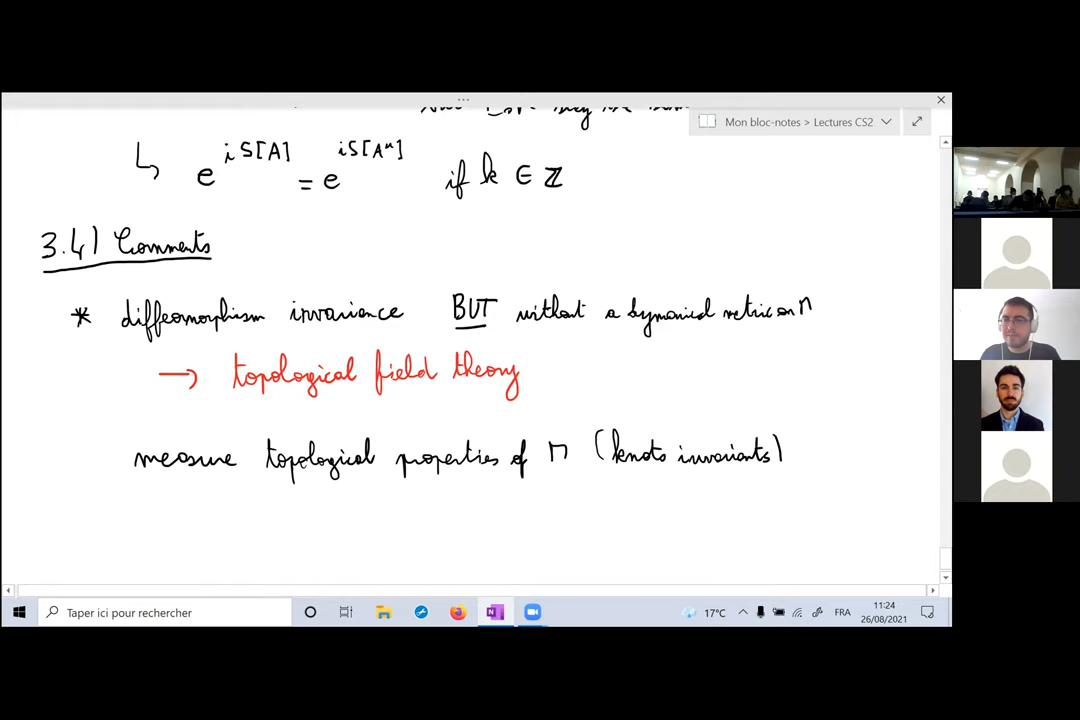 Mon bloc-notes > Lectures CS2
e^{iS[A]} = e^{iS[A^u]} if k ∈ ℤ
3.4) Comments
* diffeomorphism invariance BUT without a dynamical metric on M
→ topological field theory
measure topological properties of M (knots invariants)
Taper ici pour rechercher
17°C
FRA
11:24
26/08/2021